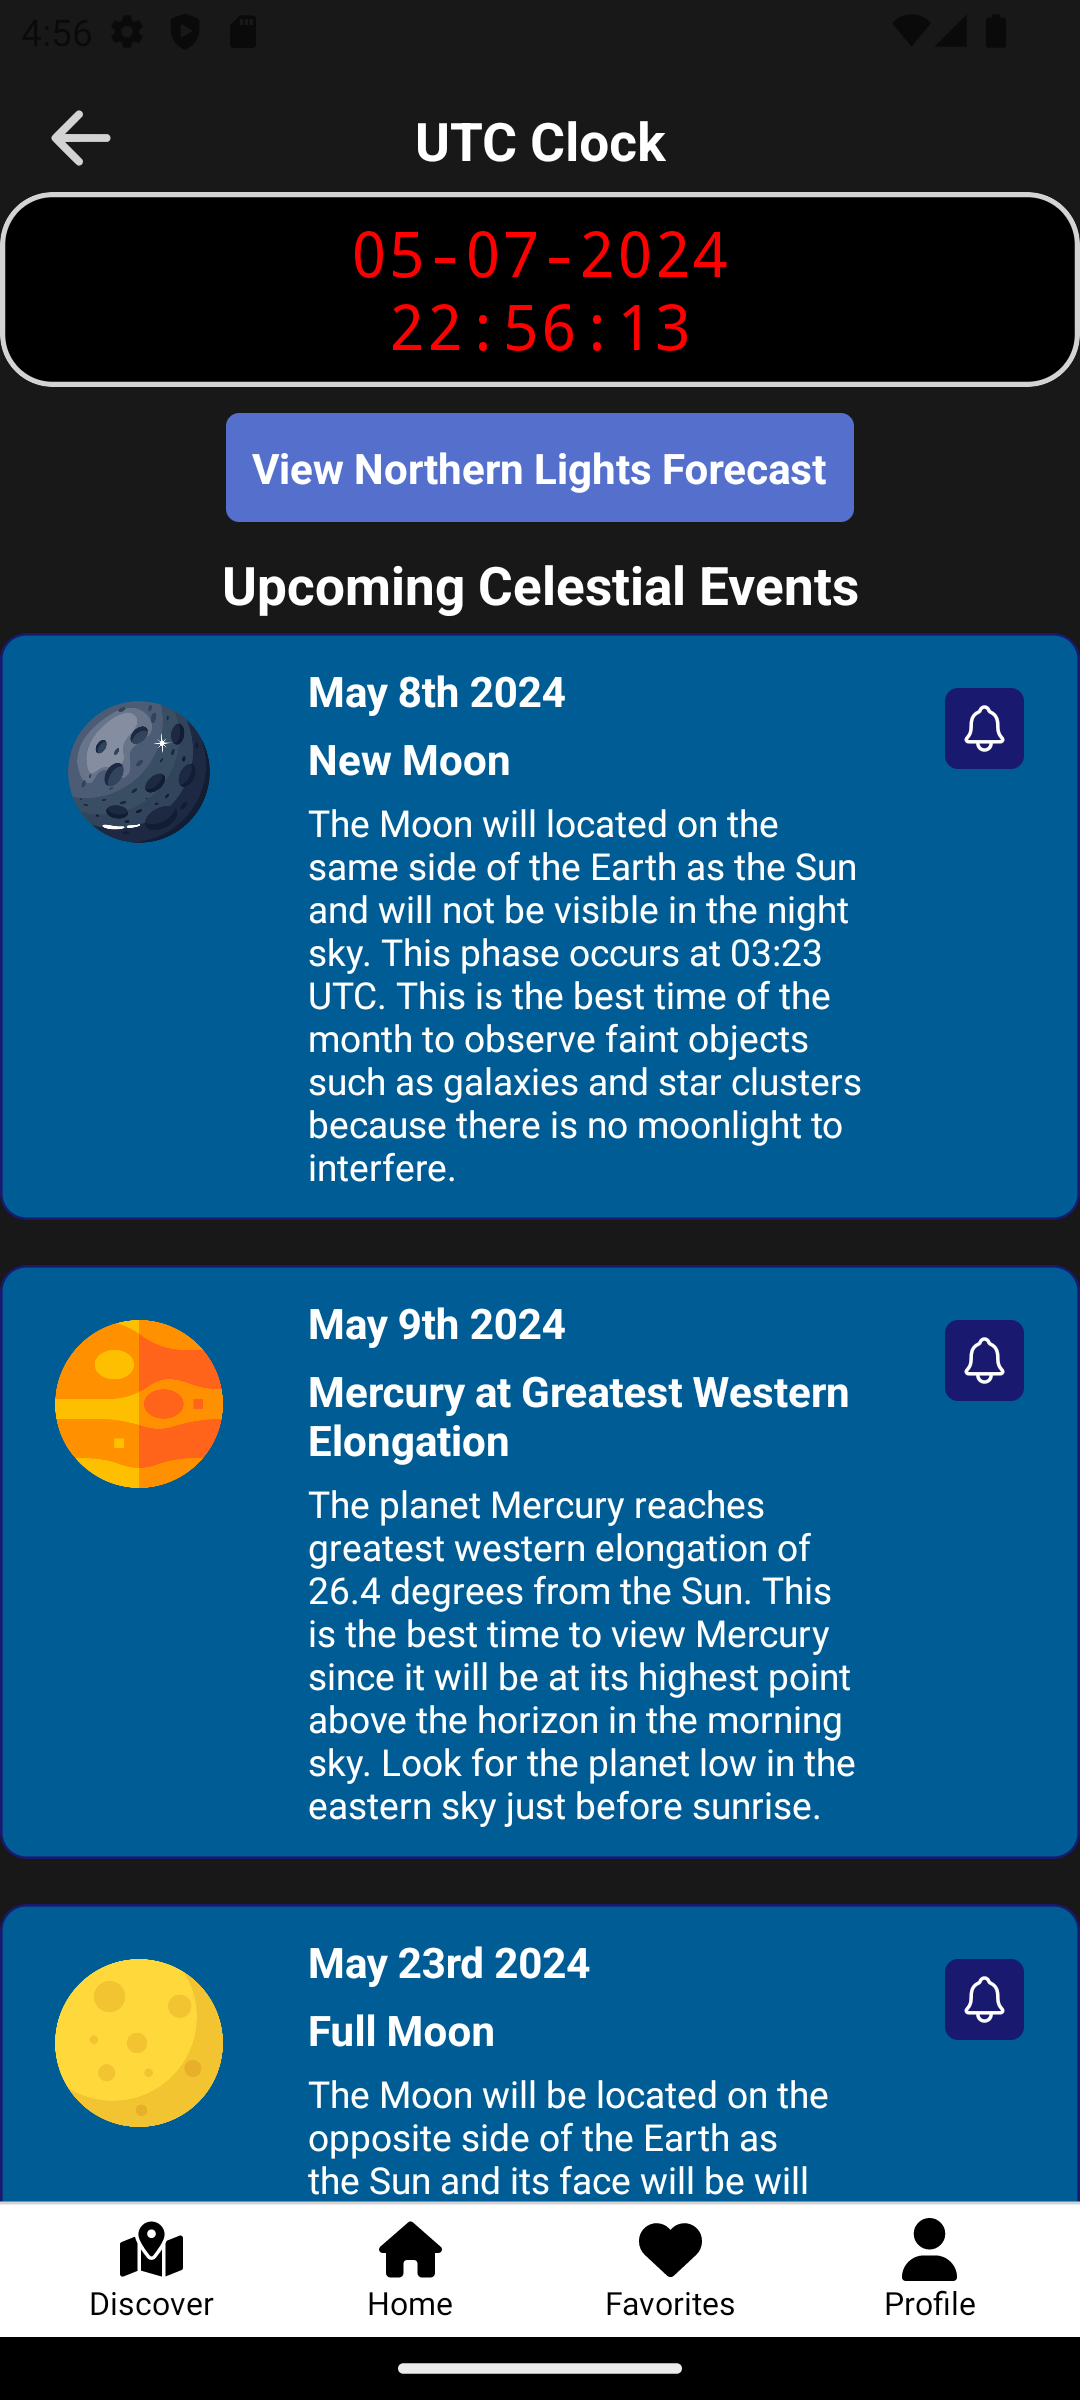 4:56
UTC Clock
05-07-2024
22:56:13
View Northern Lights Forecast
Upcoming Celestial Events
May 8th 2024
New Moon
The Moon will located on the
same side of the Earth as the Sun
and will not be visible in the night
sky. This phase occurs at 03:23
UTC. This is the best time of the
month to observe faint objects
such as galaxies and star clusters
because there is no moonlight to
interfere.
May 9th 2024
Mercury at Greatest Western
Elongation
The planet Mercury reaches
greatest western elongation of
26.4 degrees from the Sun. This
is the best time to view Mercury
since it will be at its highest point
above the horizon in the morning
sky. Look for the planet low in the
eastern sky just before sunrise.
May 23rd 2024
Full Moon
The Moon will be located on the
opposite side of the Earth as
the Sun and its face will be will
Discover
Home
Favorites
Profile